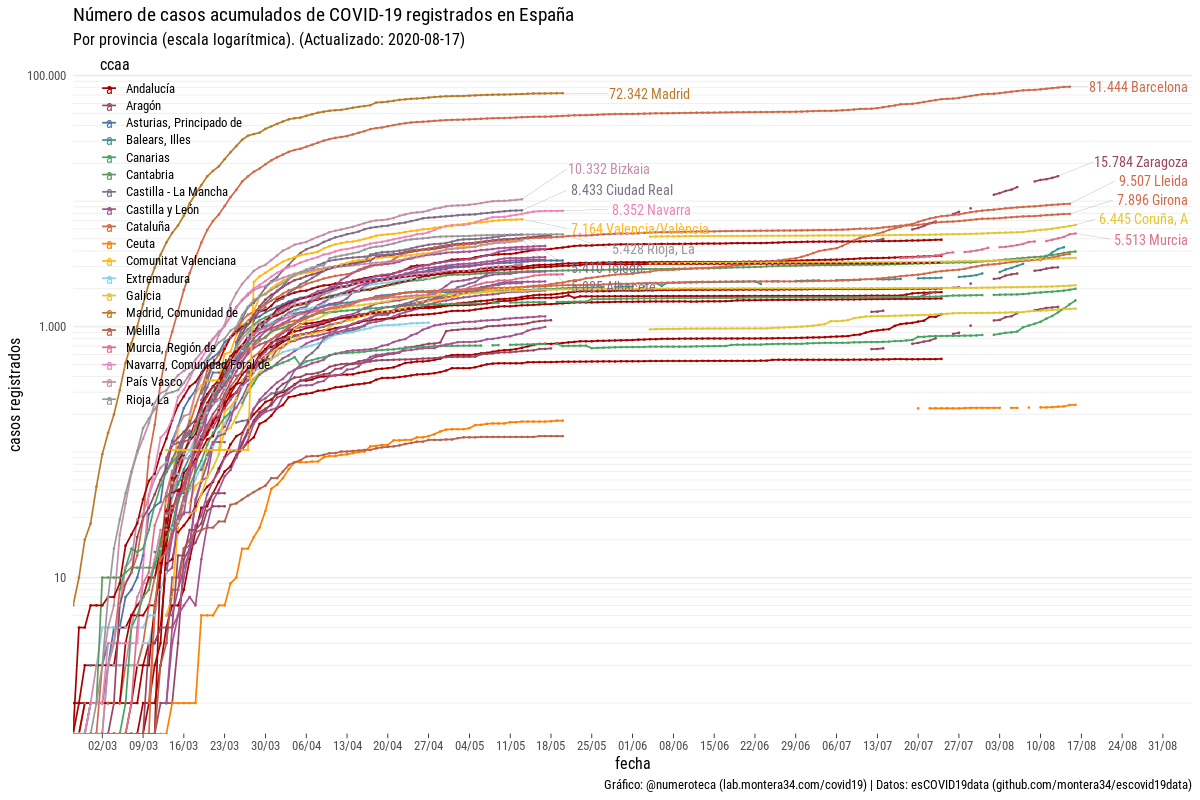 Número de casos acumulados de COVID-19 registrados en España
Por provincia (escala logarítmica). (Actualizado: 2020-08-17)
ccaa
Andalucía
Aragón
Asturias, Principado de
Balears, Illes
Canarias
Cantabria
Castilla - La Mancha
Castilla y León
Cataluña
Ceuta
Comunitat Valenciana
Extremadura
Galicia
Madrid, Comunidad de
Melilla
Murcia, Región de
Navarra, Comunidad Foral de
País Vasco
Rioja, La
100.000
1.000
10
casos registrados
72.342 Madrid
81.444 Barcelona
10.332 Bizkaia
15.784 Zaragoza
8.433 Ciudad Real
9.507 Lleida
8.352 Navarra
7.896 Girona
7.164 Valencia/València
6.445 Coruña, A
5.428 Rioja, La
5.513 Murcia
5.410 Toledo
Albacete
02/03 09/03 16/03 23/03 30/03 06/04 13/04 20/04 27/04 04/05 11/05 18/05 25/05 01/06 08/06 15/06 22/06 29/06 06/07 13/07 20/07 27/07 03/08 10/08 17/08 24/08 31/08
fecha
Gráfico: @numeroteca (lab.montera34.com/covid19) | Datos: esCOVID19data (github.com/montera34/escovid19data)